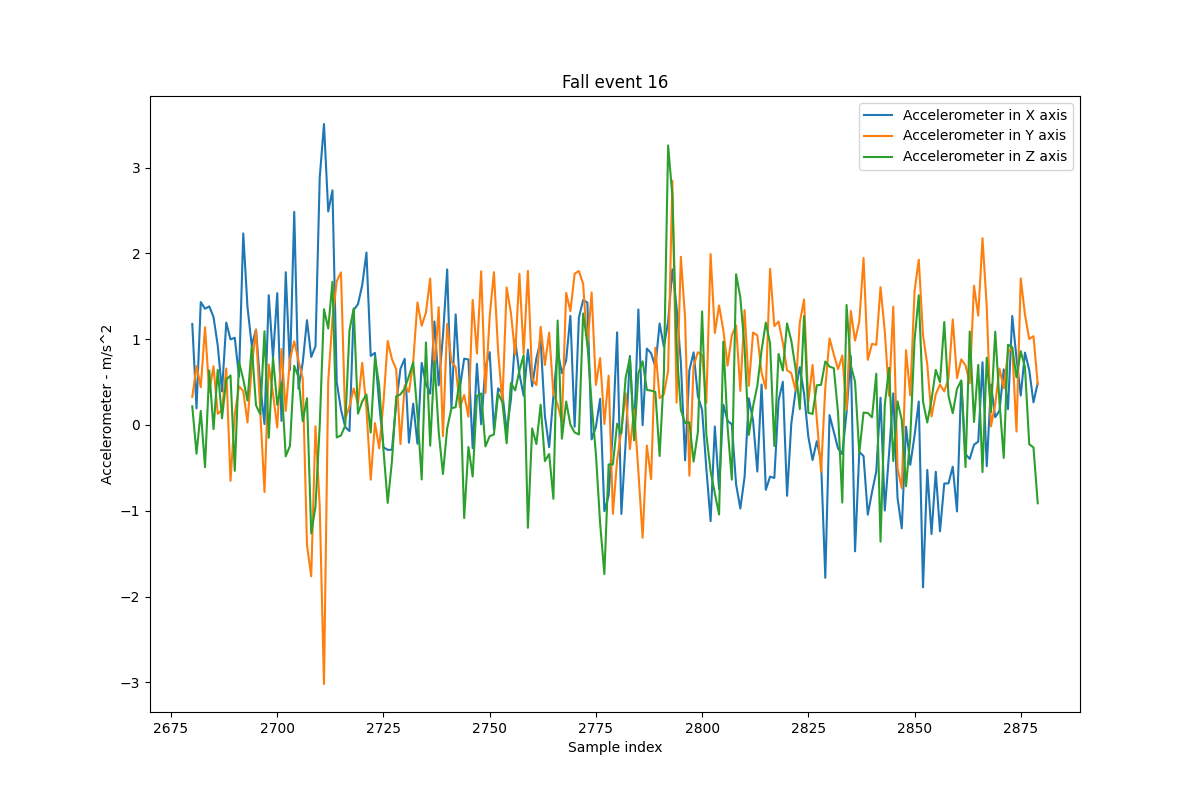 Fall event 16
Accelerometer in X axis
Accelerometer in Y axis
Accelerometer in Z axis
Accelerometer - m/s^2
3
2
1
0
−1
−2
−3
2675 2700 2725 2750 2775 2800 2825 2850 2875
Sample index